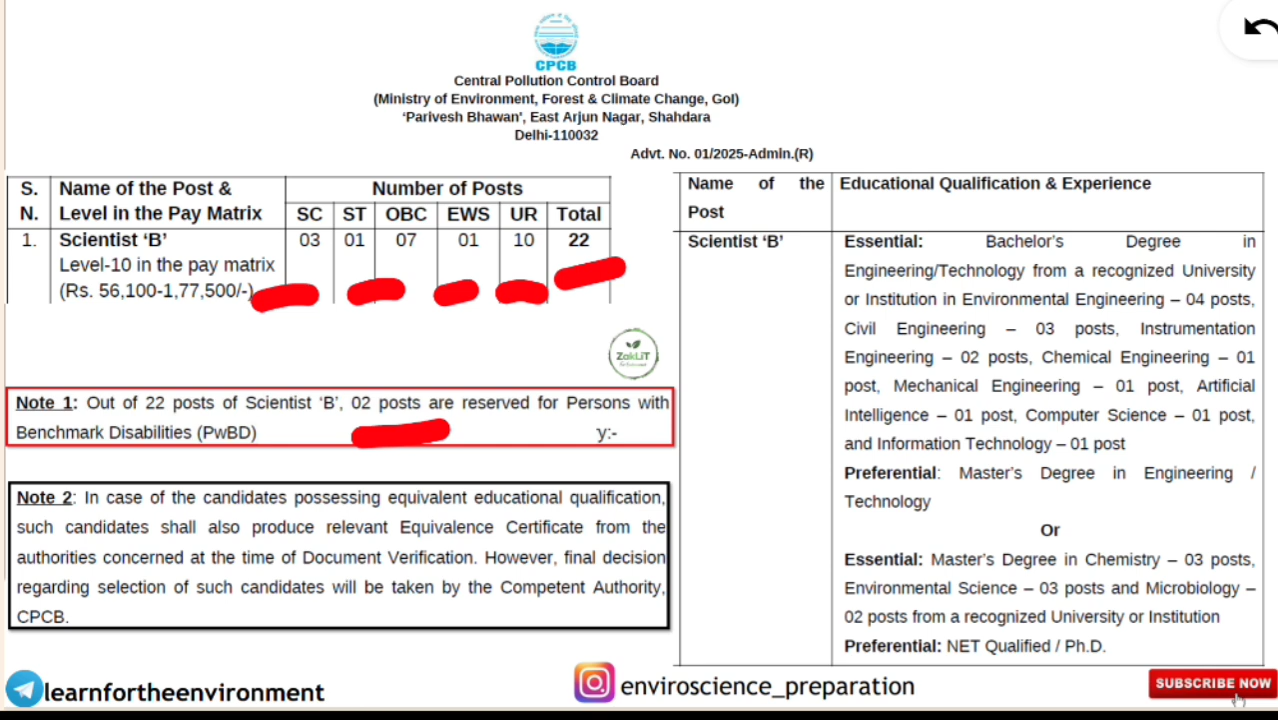 CPCB
Central Pollution Control Board
(Ministry of Environment, Forest & Climate Change, GoI)
‘Parivesh Bhawan', East Arjun Nagar, Shahdara
Delhi-110032
Advt. No. 01/2025-Admin.(R)
S. Name of the Post & Number of Posts
N. Level in the Pay Matrix SC ST OBC EWS UR Total
1. Scientist ‘B’ 03 01 07 01 10 22
Level-10 in the pay matrix
(Rs. 56,100-1,77,500/-)
ZakLiT
Note 1: Out of 22 posts of Scientist ‘B’, 02 posts are reserved for Persons with
Benchmark Disabilities (PwBD) y:-
Note 2: In case of the candidates possessing equivalent educational qualification,
such candidates shall also produce relevant Equivalence Certificate from the
authorities concerned at the time of Document Verification. However, final decision
regarding selection of such candidates will be taken by the Competent Authority,
CPCB.
Name of the Educational Qualification & Experience
Post
Scientist ‘B’ Essential: Bachelor’s Degree in
Engineering/Technology from a recognized University
or Institution in Environmental Engineering – 04 posts,
Civil Engineering – 03 posts, Instrumentation
Engineering – 02 posts, Chemical Engineering – 01
post, Mechanical Engineering – 01 post, Artificial
Intelligence – 01 post, Computer Science – 01 post,
and Information Technology – 01 post
Preferential: Master’s Degree in Engineering /
Technology
Or
Essential: Master’s Degree in Chemistry – 03 posts,
Environmental Science – 03 posts and Microbiology –
02 posts from a recognized University or Institution
Preferential: NET Qualified / Ph.D.
learnfortheenvironment
enviroscience_preparation
SUBSCRIBE NOW